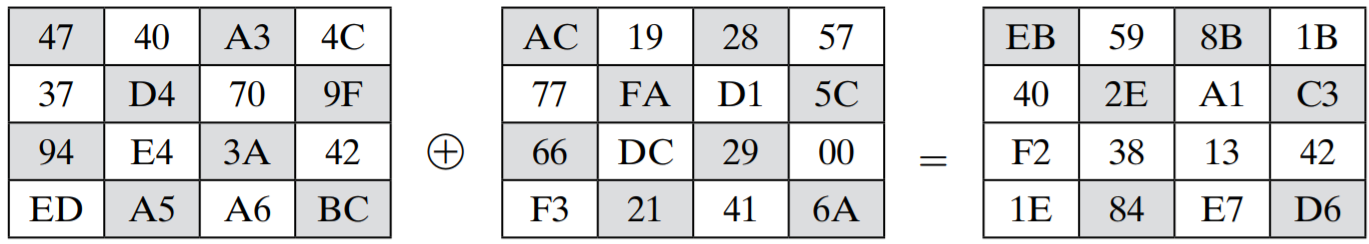 47 40 A3 4C AC 19 28 57 EB 59 8B 1B
37 D4 70 9F 77 FA D1 5C 40 2E A1 C3
94 E4 3A 42 ⊕ 66 DC 29 00 = F2 38 13 42
ED A5 A6 BC F3 21 41 6A 1E 84 E7 D6